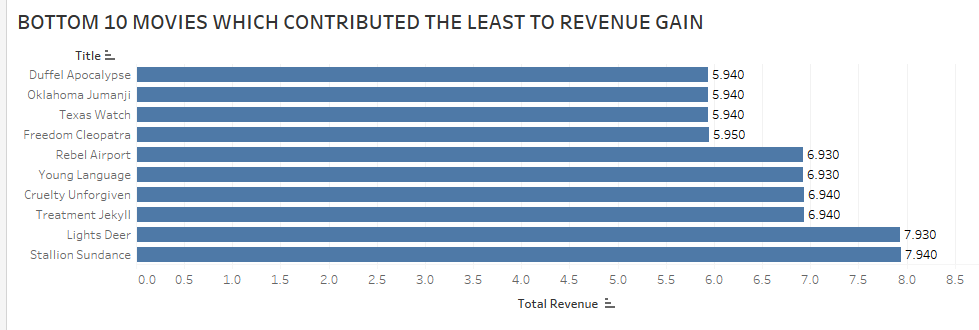 BOTTOM 10 MOVIES WHICH CONTRIBUTED THE LEAST TO REVENUE GAIN
Title
Duffel Apocalypse 5.940
Oklahoma Jumanji 5.940
Texas Watch 5.940
Freedom Cleopatra 5.950
Rebel Airport 6.930
Young Language 6.930
Cruelty Unforgiven 6.940
Treatment Jekyll 6.940
Lights Deer 7.930
Stallion Sundance 7.940
0.0 0.5 1.0 1.5 2.0 2.5 3.0 3.5 4.0 4.5 5.0 5.5 6.0 6.5 7.0 7.5 8.0 8.5
Total Revenue